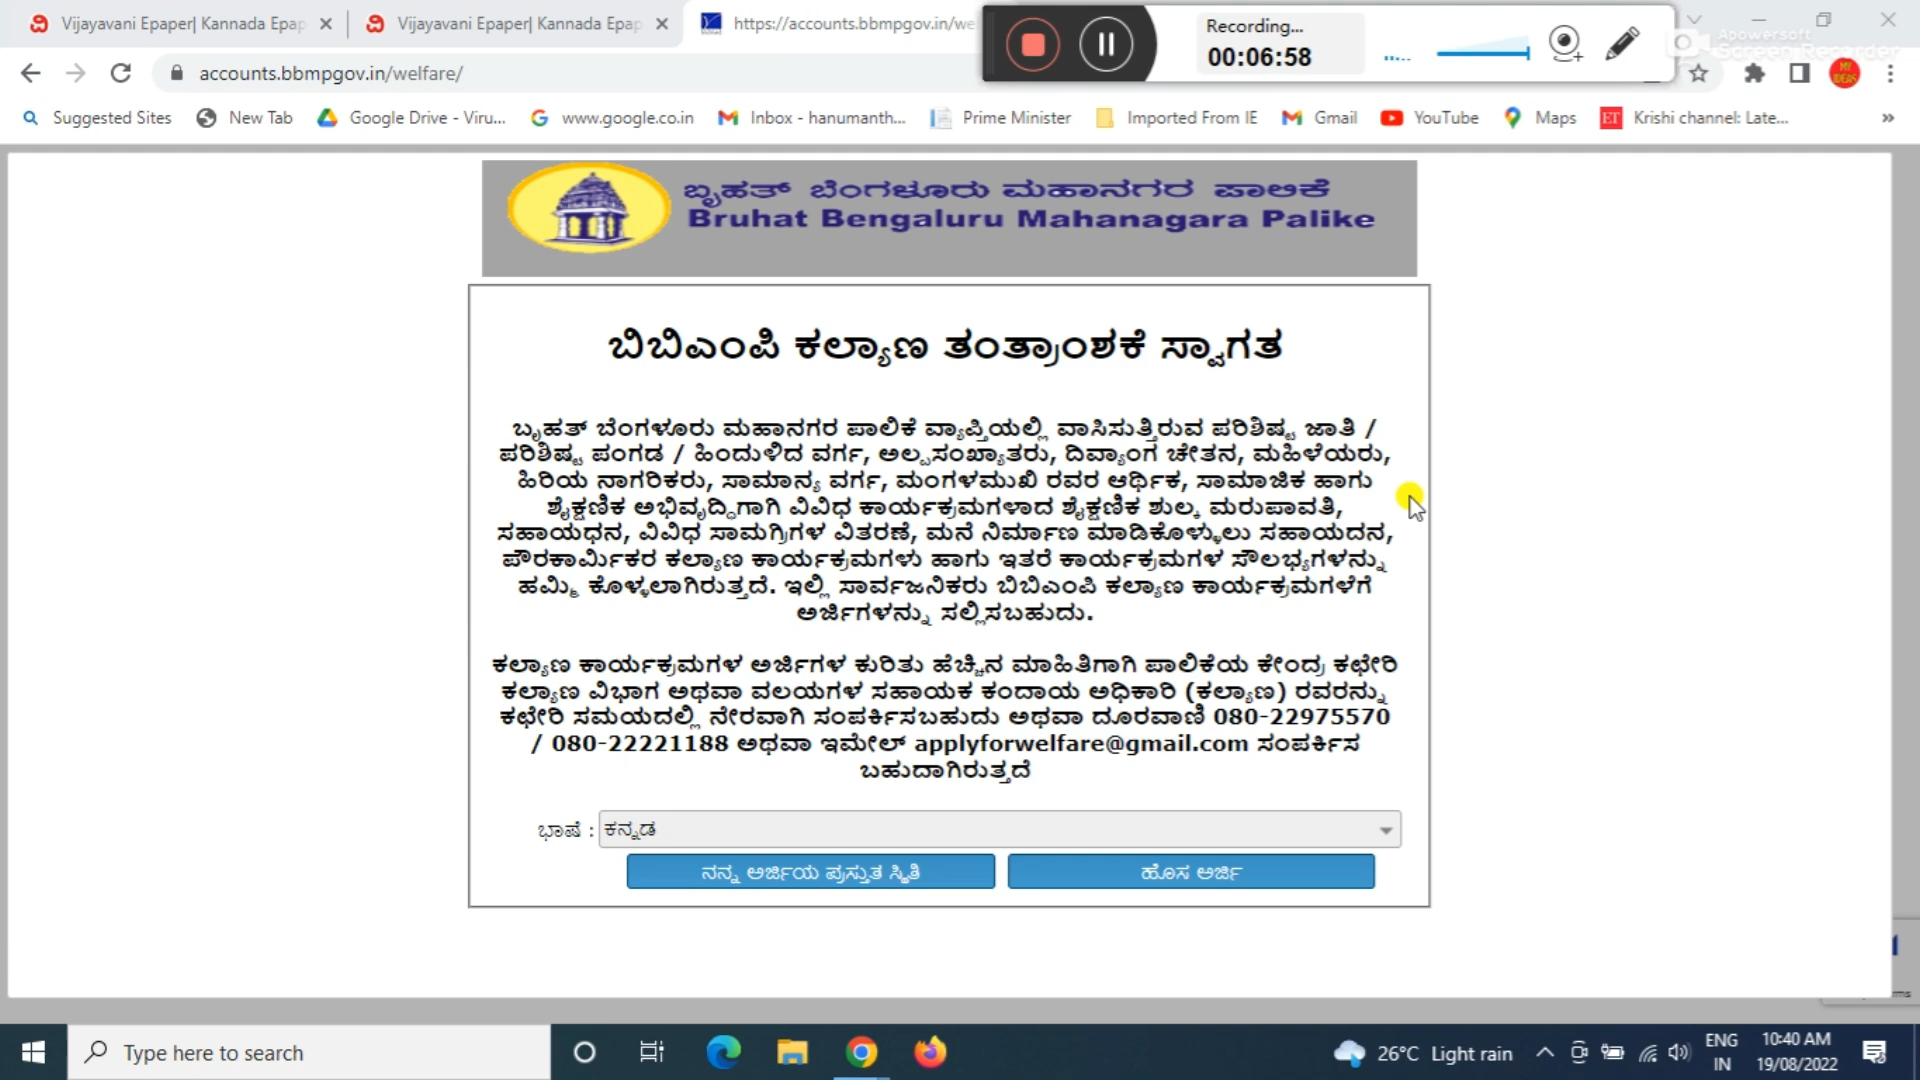 Vijayavani Epaper| Kannada Epap
Vijayavani Epaper| Kannada Epap
https://accounts.bbmpgov.in/we
Recording...
00:06:58
Apowersoft
Screen Recorder
accounts.bbmpgov.in/welfare/
Suggested Sites
New Tab
Google Drive - Viru...
www.google.co.in
Inbox - hanumanth...
Prime Minister
Imported From IE
Gmail
YouTube
Maps
ET
Krishi channel: Late...
»
ಬೃಹತ್ ಬೆಂಗಳೂರು ಮಹಾನಗರ ಪಾಲಿಕೆ
Bruhat Bengaluru Mahanagara Palike
ಬಿಬಿಎಂಪಿ ಕಲ್ಯಾಣ ತಂತ್ರಾಂಶಕೆ ಸ್ವಾಗತ
ಬೃಹತ್ ಬೆಂಗಳೂರು ಮಹಾನಗರ ಪಾಲಿಕೆ ವ್ಯಾಪ್ತಿಯಲ್ಲಿ ವಾಸಿಸುತ್ತಿರುವ ಪರಿಶಿಷ್ಟ ಜಾತಿ /
ಪರಿಶಿಷ್ಟ ಪಂಗಡ / ಹಿಂದುಳಿದ ವರ್ಗ, ಅಲ್ಪಸಂಖ್ಯಾತರು, ದಿವ್ಯಾಂಗ ಚೇತನ, ಮಹಿಳೆಯರು,
ಹಿರಿಯ ನಾಗರಿಕರು, ಸಾಮಾನ್ಯ ವರ್ಗ, ಮಂಗಳಮುಖಿ ರವರ ಆರ್ಥಿಕ, ಸಾಮಾಜಿಕ ಹಾಗು
ಶೈಕ್ಷಣಿಕ ಅಭಿವೃದ್ದಿಗಾಗಿ ವಿವಿಧ ಕಾರ್ಯಕ್ರಮಗಳಾದ ಶೈಕ್ಷಣಿಕ ಶುಲ್ಕ ಮರುಪಾವತಿ,
ಸಹಾಯಧನ, ವಿವಿಧ ಸಾಮಗ್ರಿಗಳ ವಿತರಣೆ, ಮನೆ ನಿರ್ಮಾಣ ಮಾಡಿಕೊಳ್ಳುಲು ಸಹಾಯದನ,
ಪೌರಕಾರ್ಮಿಕರ ಕಲ್ಯಾಣ ಕಾರ್ಯಕ್ರಮಗಳು ಹಾಗು ಇತರೆ ಕಾರ್ಯಕ್ರಮಗಳ ಸೌಲಭ್ಯಗಳನ್ನು
ಹಮ್ಮಿ ಕೊಳ್ಳಲಾಗಿರುತ್ತದೆ. ಇಲ್ಲಿ ಸಾರ್ವಜನಿಕರು ಬಿಬಿಎಂಪಿ ಕಲ್ಯಾಣ ಕಾರ್ಯಕ್ರಮಗಳೆಗೆ
ಅರ್ಜಿಗಳನ್ನು ಸಲ್ಲಿಸಬಹುದು.
ಕಲ್ಯಾಣ ಕಾರ್ಯಕ್ರಮಗಳ ಅರ್ಜಿಗಳ ಕುರಿತು ಹೆಚ್ಚಿನ ಮಾಹಿತಿಗಾಗಿ ಪಾಲಿಕೆಯ ಕೇಂದ್ರ ಕಛೇರಿ
ಕಲ್ಯಾಣ ವಿಭಾಗ ಅಥವಾ ವಲಯಗಳ ಸಹಾಯಕ ಕಂದಾಯ ಅಧಿಕಾರಿ (ಕಲ್ಯಾಣ) ರವರನ್ನು
ಕಛೇರಿ ಸಮಯದಲ್ಲಿ ನೇರವಾಗಿ ಸಂಪರ್ಕಿಸಬಹುದು ಅಥವಾ ದೂರವಾಣಿ 080-22975570
/ 080-22221188 ಅಥವಾ ಇಮೇಲ್ applyforwelfare@gmail.com ಸಂಪರ್ಕಿಸ
ಬಹುದಾಗಿರುತ್ತದೆ
ಭಾಷೆ : ಕನ್ನಡ
ನನ್ನ ಅರ್ಜಿಯ ಪ್ರಸ್ತುತ ಸ್ಥಿತಿ
ಹೊಸ ಅರ್ಜಿ
Type here to search
26°C Light rain
ENG
IN
10:40 AM
19/08/2022